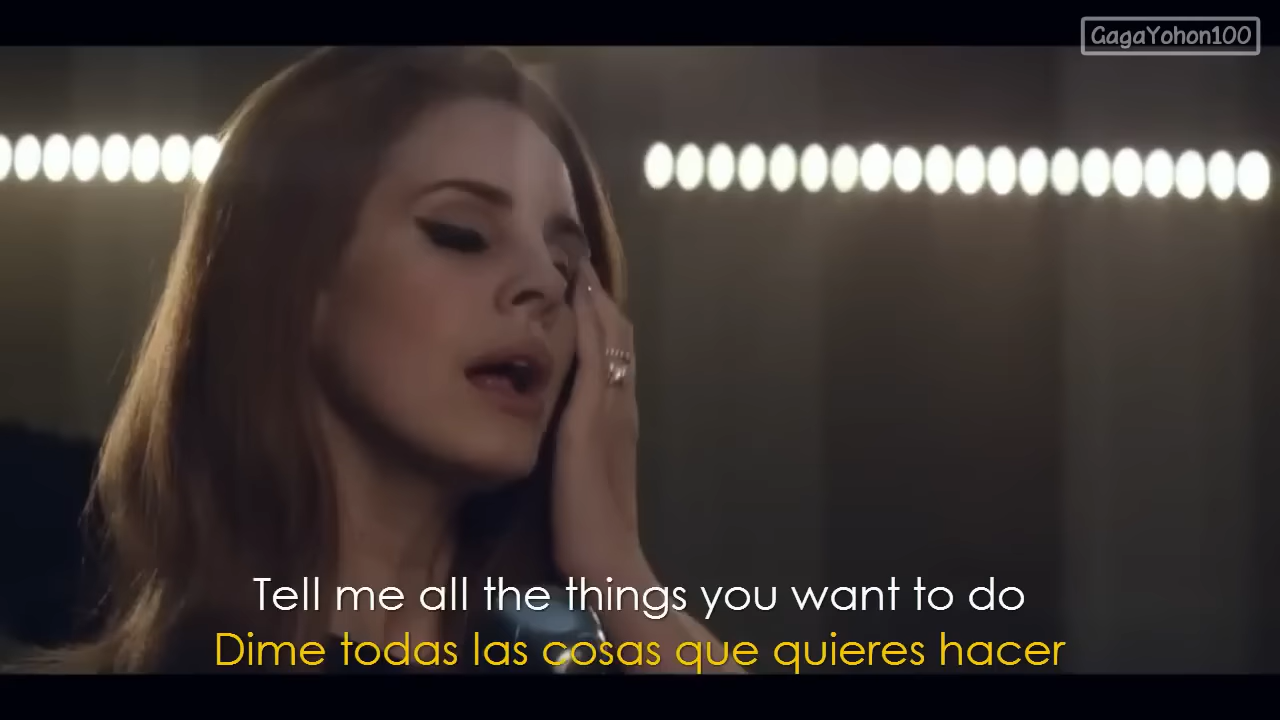 GagaYohon100
Tell me all the things you want to do
Dime todas las cosas que quieres hacer